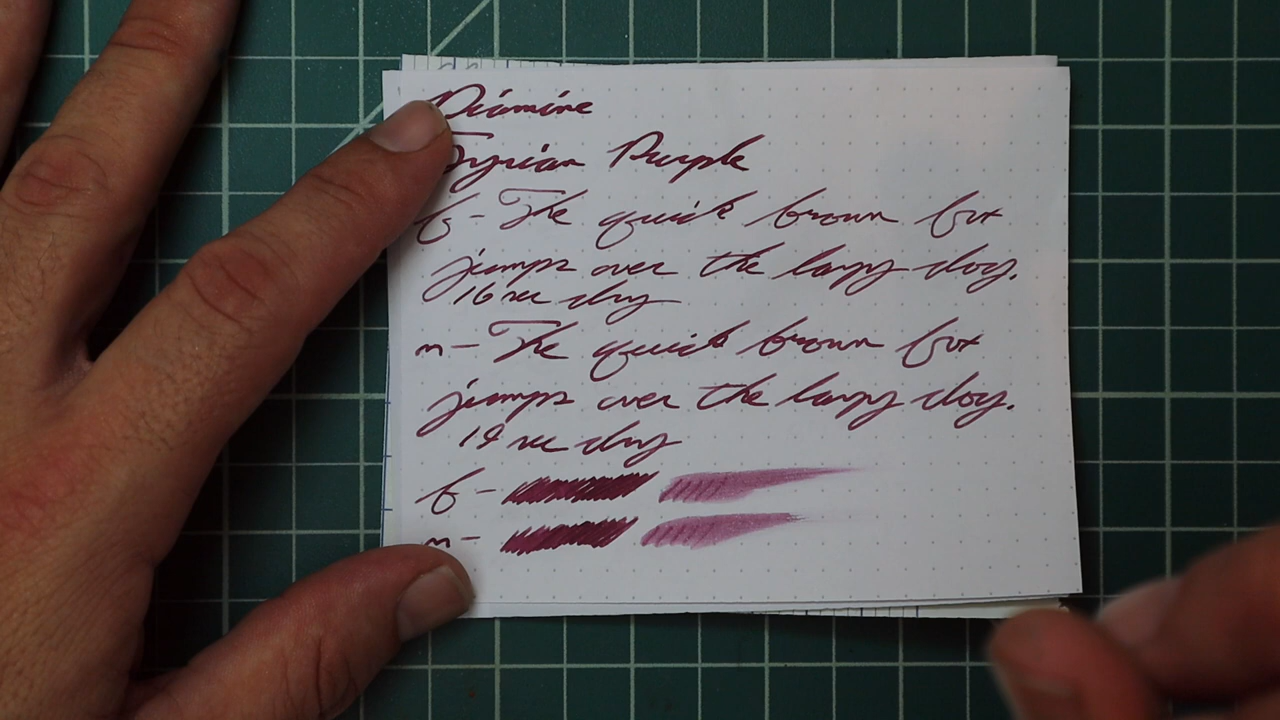 Diamine
Tyrian Purple
f - The quick brown fox
jumps over the lazy dog.
16 sec dry
m - The quick brown fox
jumps over the lazy dog.
19 sec dry
f -
m -